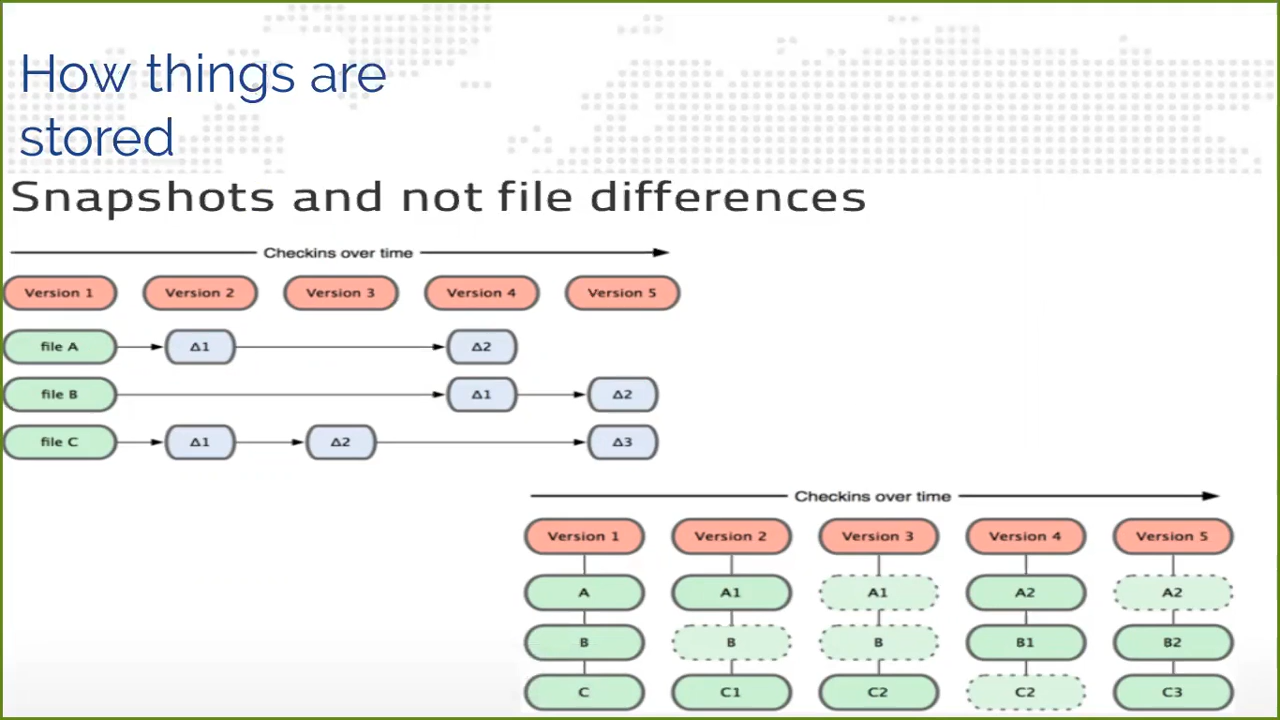 How things are
stored
Snapshots and not file differences
Checkins over time
Version 1 Version 2 Version 3 Version 4 Version 5
file A Δ1 Δ2
file B Δ1 Δ2
file C Δ1 Δ2 Δ3
Checkins over time
Version 1 Version 2 Version 3 Version 4 Version 5
A A1 A1 A2 A2
B B B B1 B2
C C1 C2 C2 C3